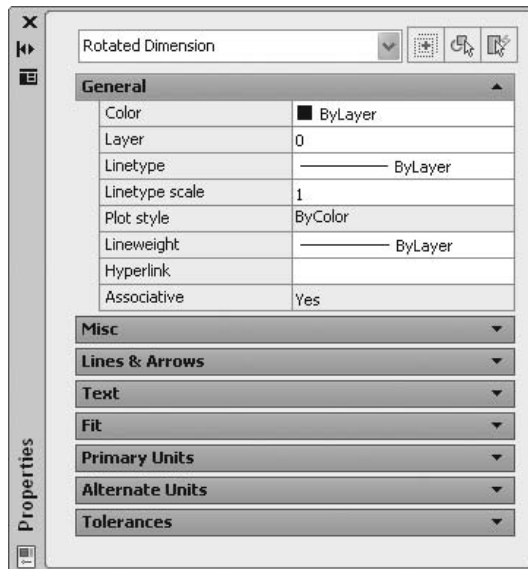 Rotated Dimension
General
Color ByLayer
Layer 0
Linetype ByLayer
Linetype scale 1
Plot style ByColor
Lineweight ByLayer
Hyperlink
Associative Yes
Misc
Lines & Arrows
Text
Fit
Primary Units
Alternate Units
Tolerances
Properties